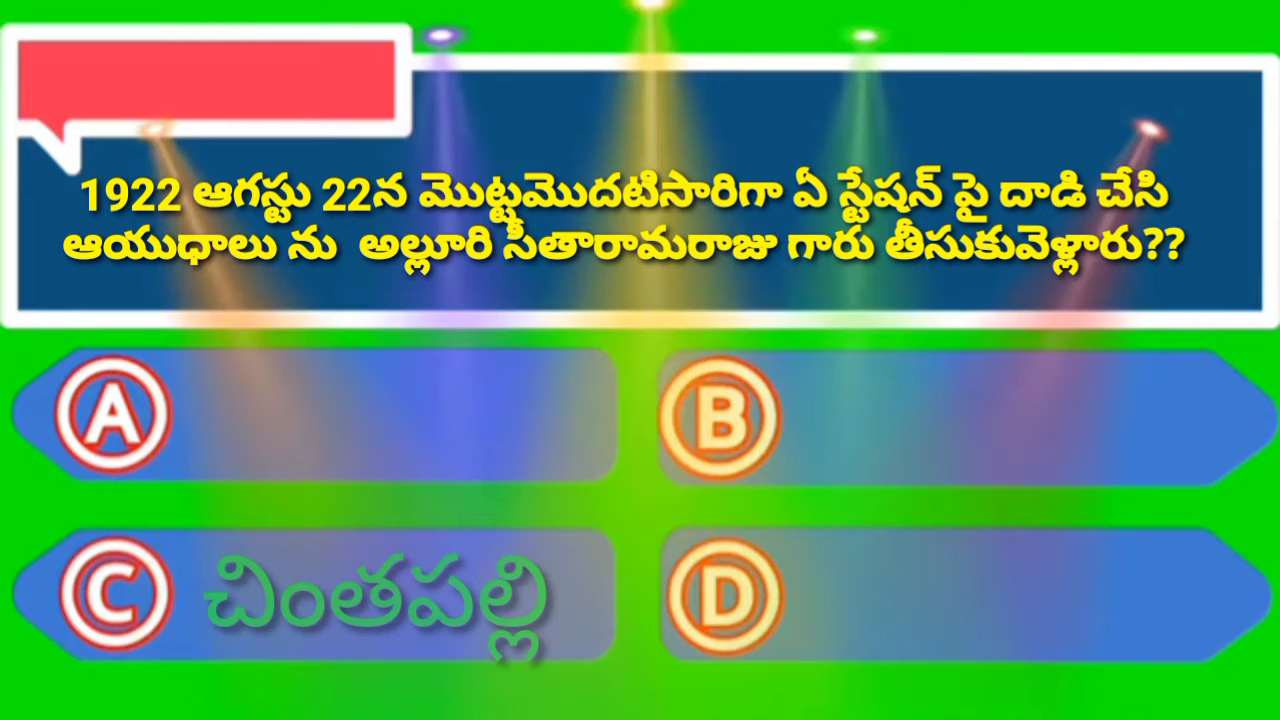 1922 ఆగస్టు 22న మొట్టమొదటిసారిగా ఏ స్టేషన్ పై దాడి చేసి
ఆయుధాలు ను అల్లూరి సీతారామరాజు గారు తీసుకువెళ్లారు??
A
B
C చింతపల్లి
D